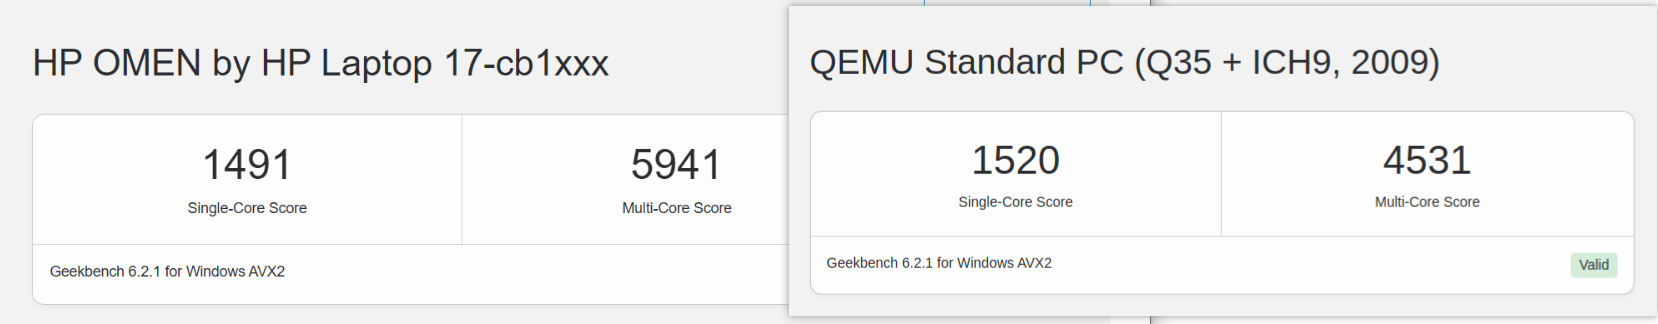 HP OMEN by HP Laptop 17-cb1xxx
1491
Single-Core Score
5941
Multi-Core Score
Geekbench 6.2.1 for Windows AVX2
QEMU Standard PC (Q35 + ICH9, 2009)
1520
Single-Core Score
4531
Multi-Core Score
Geekbench 6.2.1 for Windows AVX2
Valid